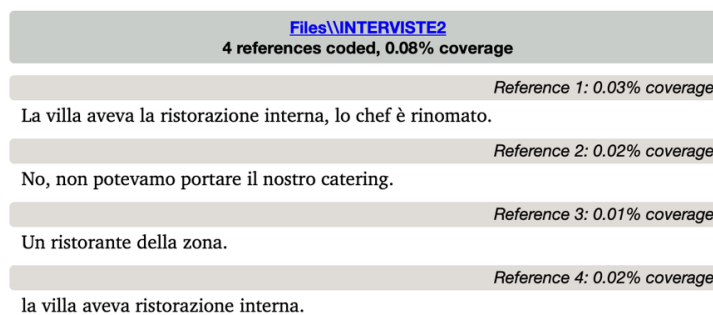 Files\\INTERVISTE2
4 references coded, 0.08% coverage
Reference 1: 0.03% coverage
La villa aveva la ristorazione interna, lo chef è rinomato.
Reference 2: 0.02% coverage
No, non potevamo portare il nostro catering.
Reference 3: 0.01% coverage
Un ristorante della zona.
Reference 4: 0.02% coverage
la villa aveva ristorazione interna.